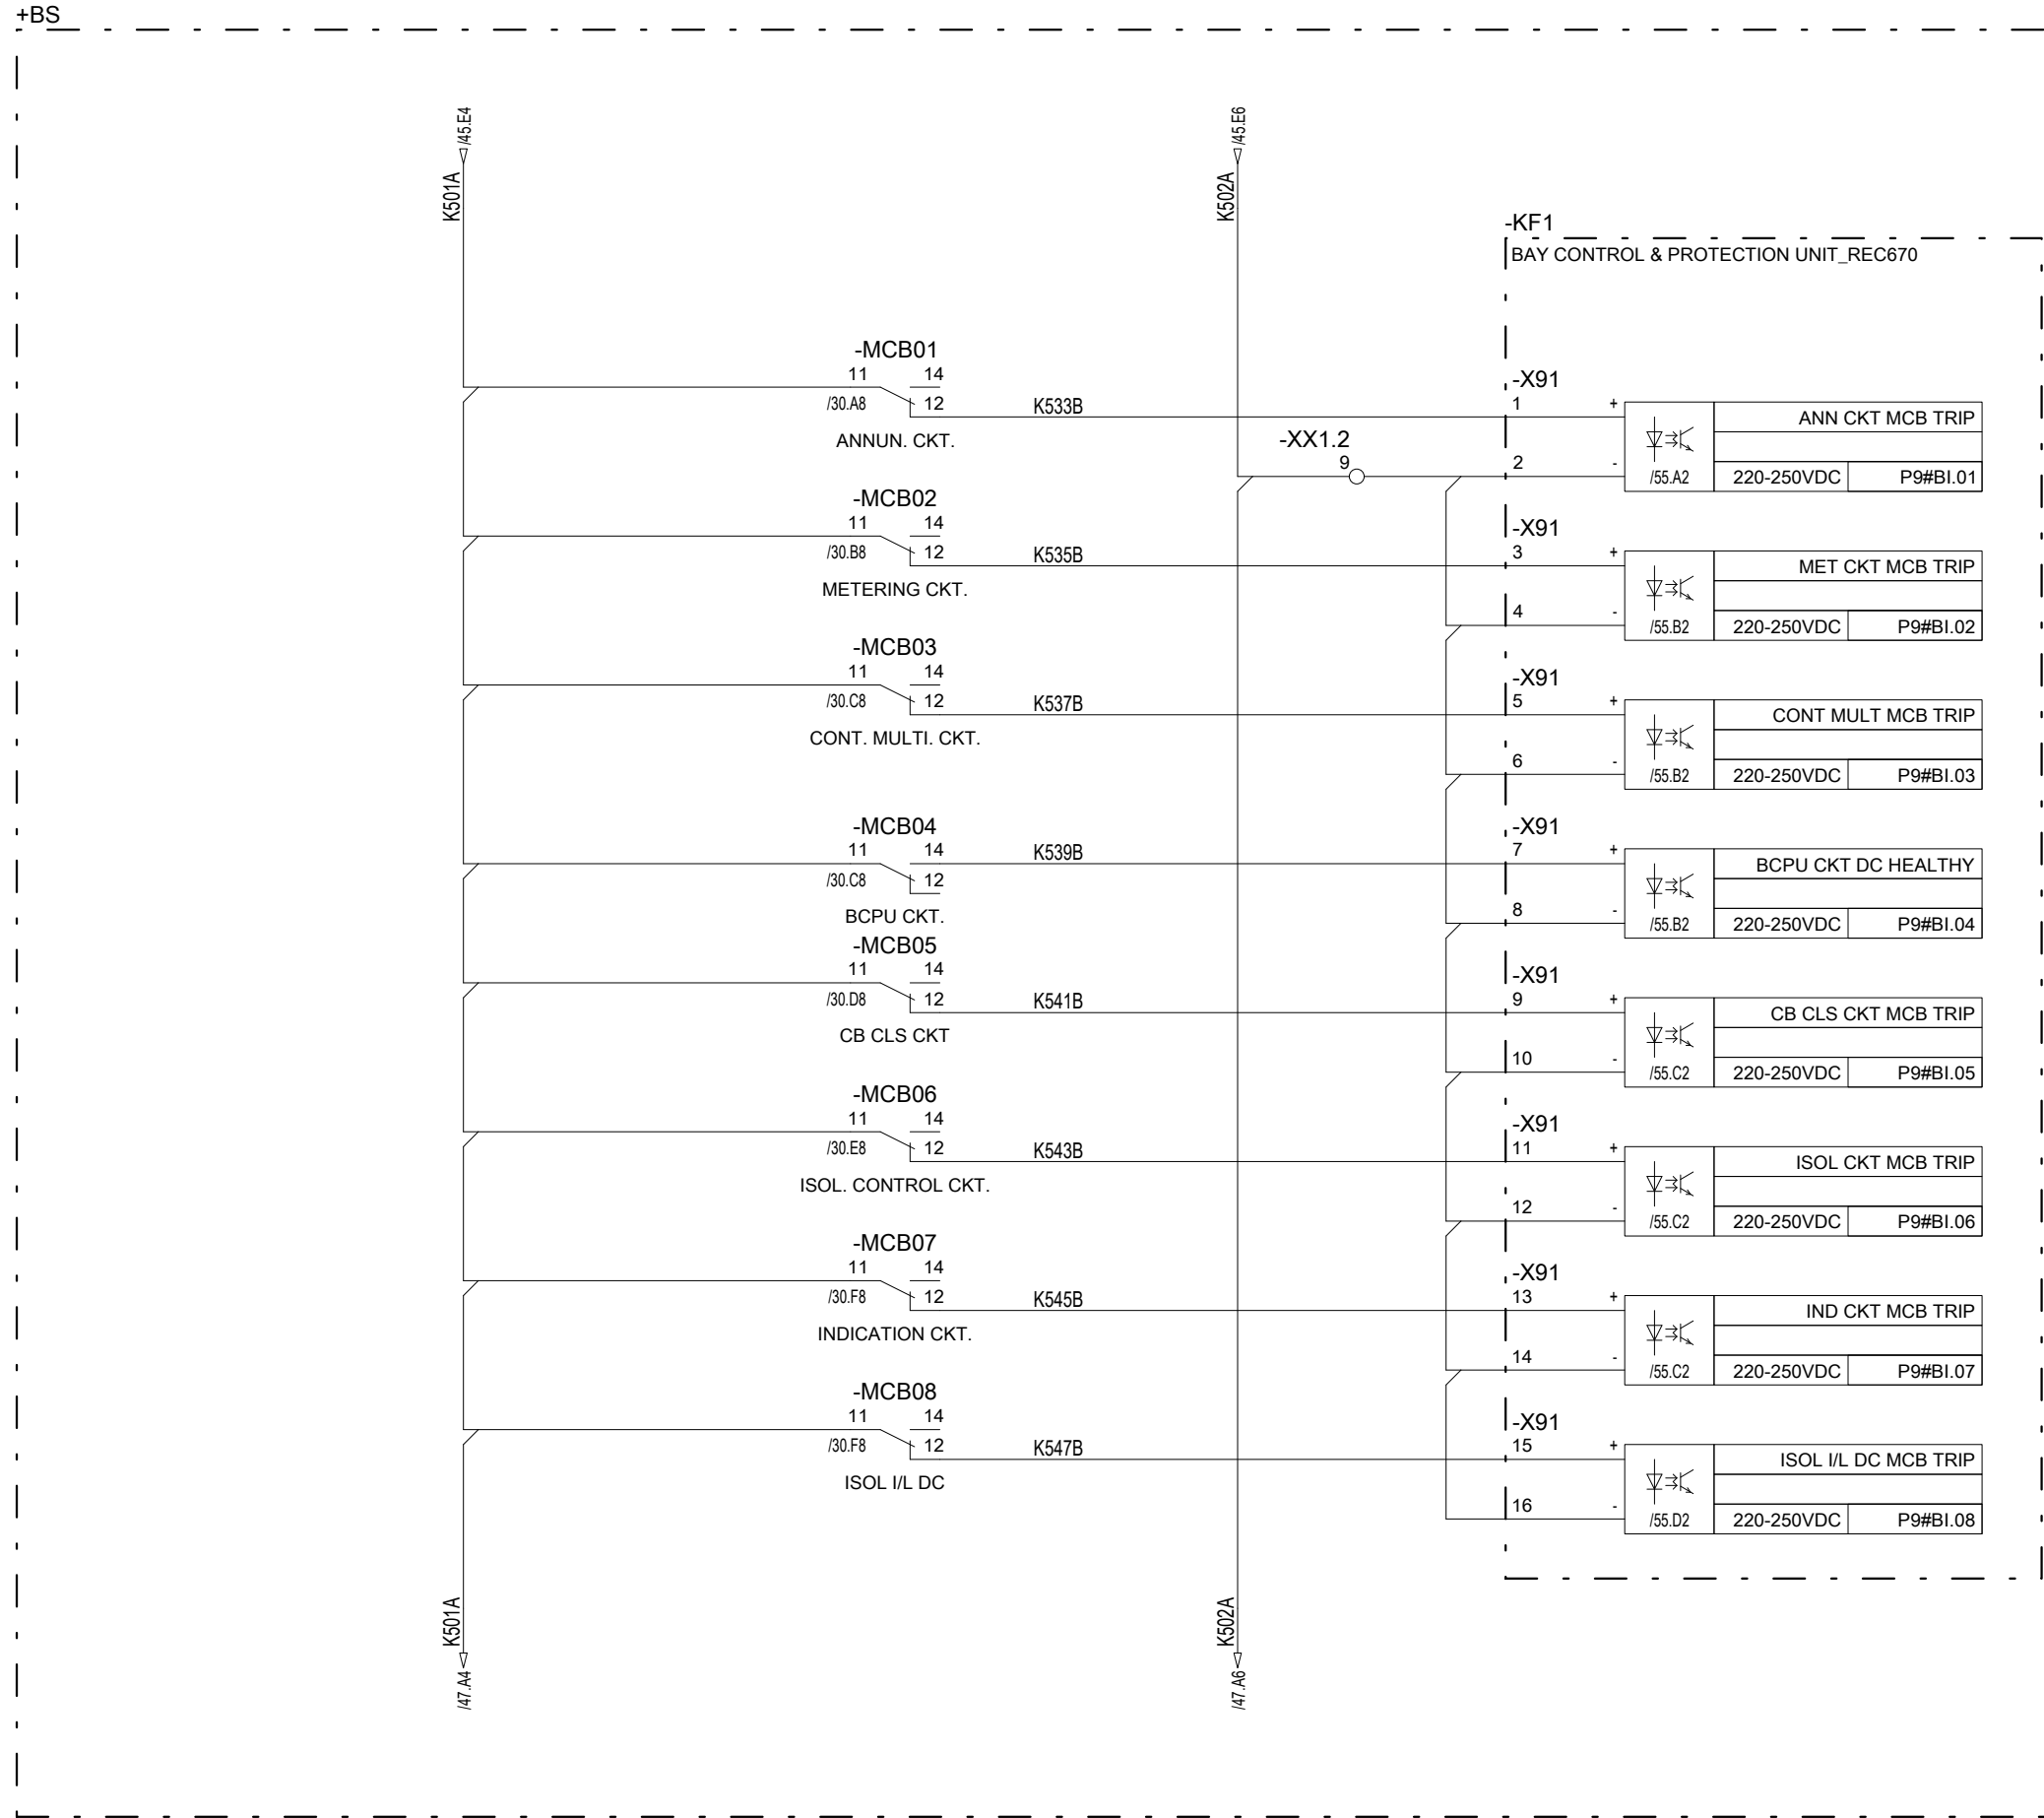 +BS
/45.E4
/45.E6
K501A
K502A
-KF1
BAY CONTROL & PROTECTION UNIT_REC670
-MCB01
11 14
/30.A8 12 K533B
ANNUN. CKT.
-X91
1 +
ANN CKT MCB TRIP
-XX1.2
9
2 -
/55.A2 220-250VDC P9#BI.01
-MCB02
11 14
/30.B8 12 K535B
METERING CKT.
-X91
3 +
MET CKT MCB TRIP
4 -
/55.B2 220-250VDC P9#BI.02
-MCB03
11 14
/30.C8 12 K537B
CONT. MULTI. CKT.
-X91
5 +
CONT MULT MCB TRIP
6 -
/55.B2 220-250VDC P9#BI.03
-MCB04
11 14 K539B
/30.C8 12
BCPU CKT.
-X91
7 +
BCPU CKT DC HEALTHY
8 -
/55.B2 220-250VDC P9#BI.04
-MCB05
11 14
/30.D8 12 K541B
CB CLS CKT
-X91
9 +
CB CLS CKT MCB TRIP
10 -
/55.C2 220-250VDC P9#BI.05
-MCB06
11 14
/30.E8 12 K543B
ISOL. CONTROL CKT.
-X91
11 +
ISOL CKT MCB TRIP
12 -
/55.C2 220-250VDC P9#BI.06
-MCB07
11 14
/30.F8 12 K545B
INDICATION CKT.
-X91
13 +
IND CKT MCB TRIP
14 -
/55.C2 220-250VDC P9#BI.07
-MCB08
11 14
/30.F8 12 K547B
ISOL I/L DC
-X91
15 +
ISOL I/L DC MCB TRIP
16 -
/55.D2 220-250VDC P9#BI.08
K501A
K502A
/47.A4
/47.A6